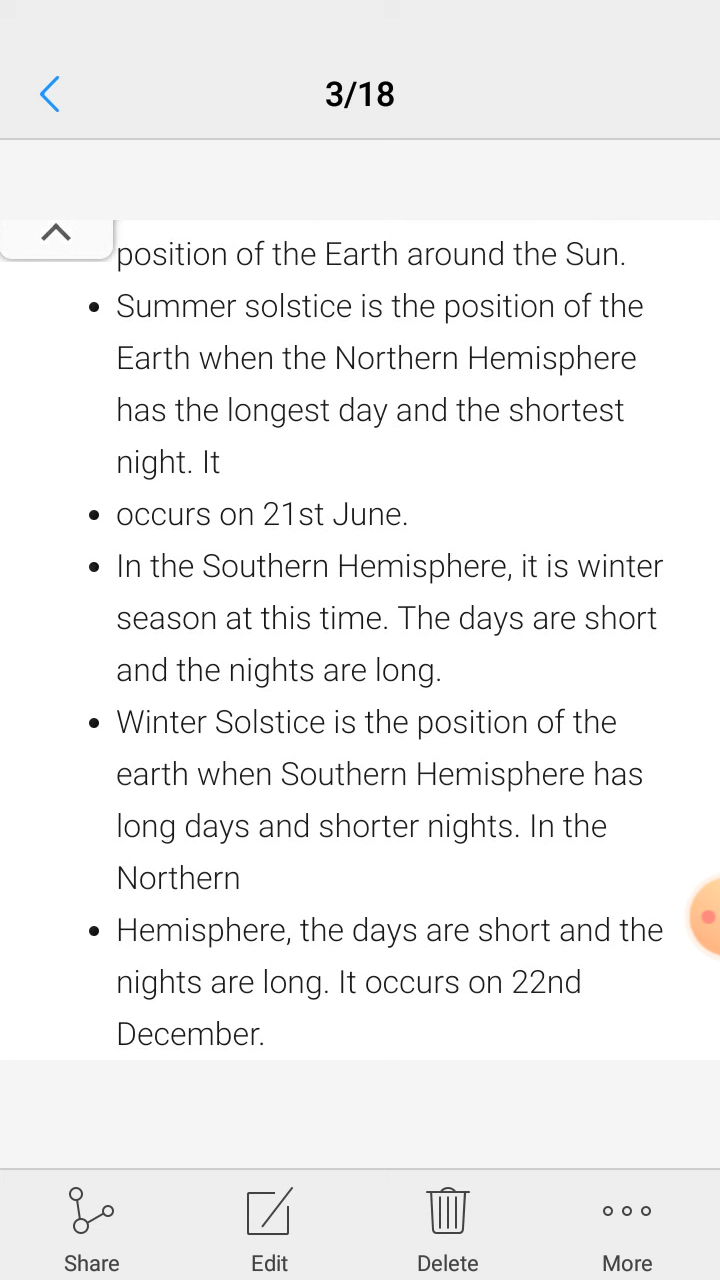 3/18
position of the Earth around the Sun.
• Summer solstice is the position of the
Earth when the Northern Hemisphere
has the longest day and the shortest
night. It
• occurs on 21st June.
• In the Southern Hemisphere, it is winter
season at this time. The days are short
and the nights are long.
• Winter Solstice is the position of the
earth when Southern Hemisphere has
long days and shorter nights. In the
Northern
• Hemisphere, the days are short and the
nights are long. It occurs on 22nd
December.
Share Edit Delete More